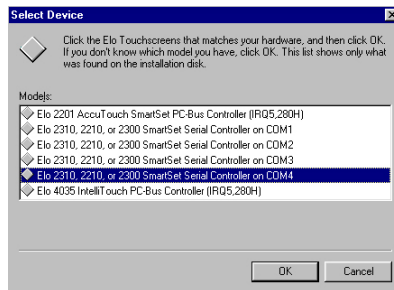 Select Device
Click the Elo Touchscreens that matches your hardware, and then click OK.
If you don't know which model you have, click OK. This list shows only what
was found on the installation disk.
Models:
Elo 2201 AccuTouch SmartSet PC-Bus Controller (IRQ5,280H)
Elo 2310, 2210, or 2300 SmartSet Serial Controller on COM1
Elo 2310, 2210, or 2300 SmartSet Serial Controller on COM2
Elo 2310, 2210, or 2300 SmartSet Serial Controller on COM3
Elo 2310, 2210, or 2300 SmartSet Serial Controller on COM4
Elo 4035 IntelliTouch PC-Bus Controller (IRQ5,280H)
OK Cancel